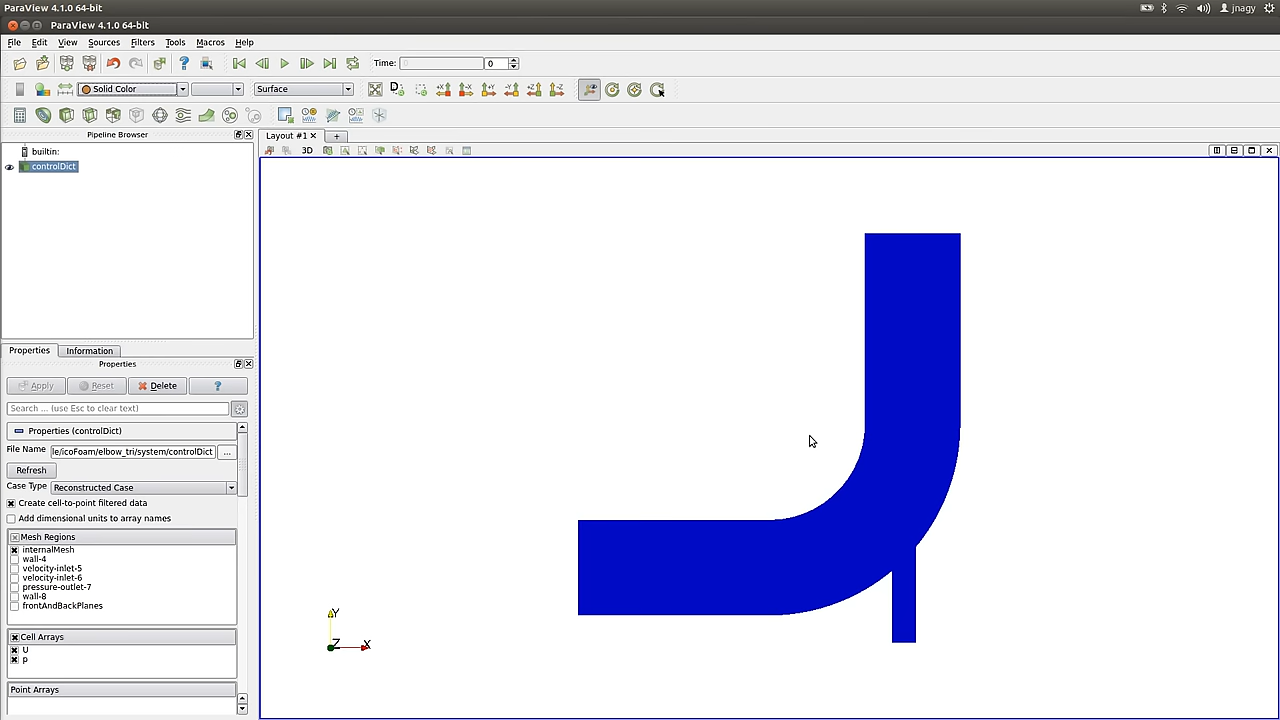 ParaView 4.1.0 64-bit
jnagy
ParaView 4.1.0 64-bit
File Edit View Sources Filters Tools Macros Help
Time: 0 0
Solid Color Surface
Pipeline Browser
Layout #1
builtin:
3D
controlDict
Properties Information
Properties
Apply Reset Delete ?
Search ... (use Esc to clear text)
Properties (controlDict)
File Name le/icoFoam/elbow_tri/system/controlDict ...
Refresh
Case Type Reconstructed Case
Create cell-to-point filtered data
Add dimensional units to array names
Mesh Regions
internalMesh
wall-4
velocity-inlet-5
velocity-inlet-6
pressure-outlet-7
wall-8
frontAndBackPlanes
Cell Arrays
U
p
Point Arrays
Y
Z X